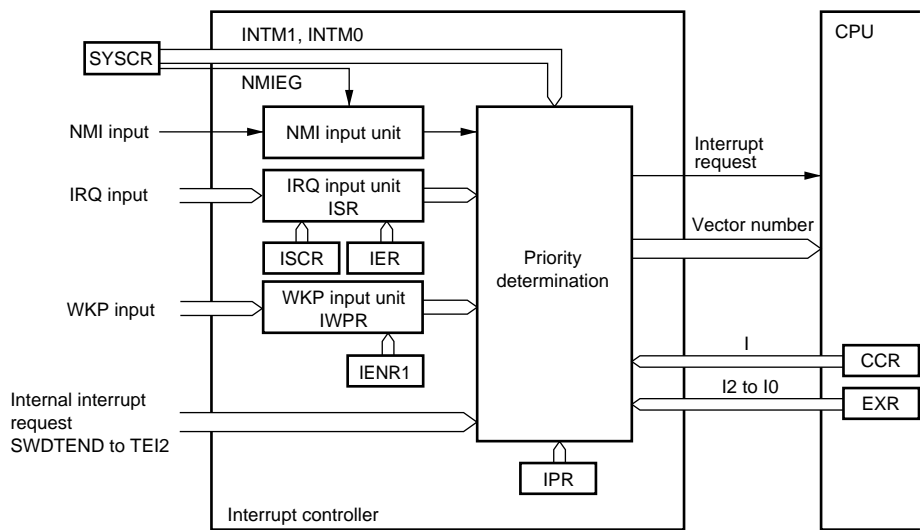 INTM1, INTM0
CPU
SYSCR
NMIEG
NMI input
NMI input unit
Interrupt
request
IRQ input
IRQ input unit
ISR
Vector number
ISCR
IER
Priority
determination
WKP input
WKP input unit
IWPR
I
CCR
IENR1
I2 to I0
EXR
Internal interrupt
request
SWDTEND to TEI2
IPR
Interrupt controller